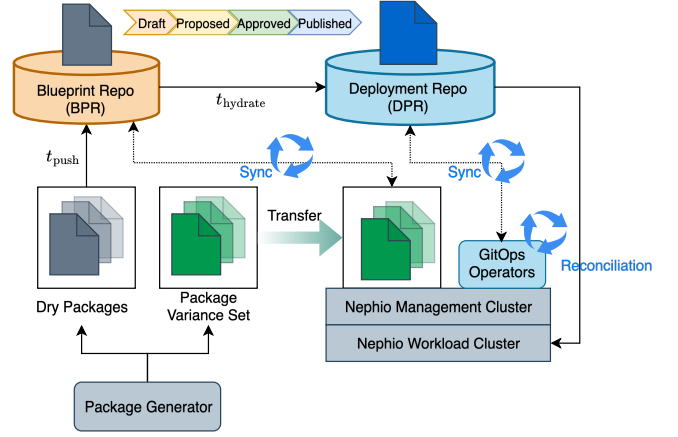 Draft
Proposed
Approved
Published
Blueprint Repo
(BPR)
t_hydrate
Deployment Repo
(DPR)
t_push
Sync
Sync
Transfer
GitOps
Operators
Reconciliation
Dry Packages
Package
Variance Set
Nephio Management Cluster
Nephio Workload Cluster
Package Generator